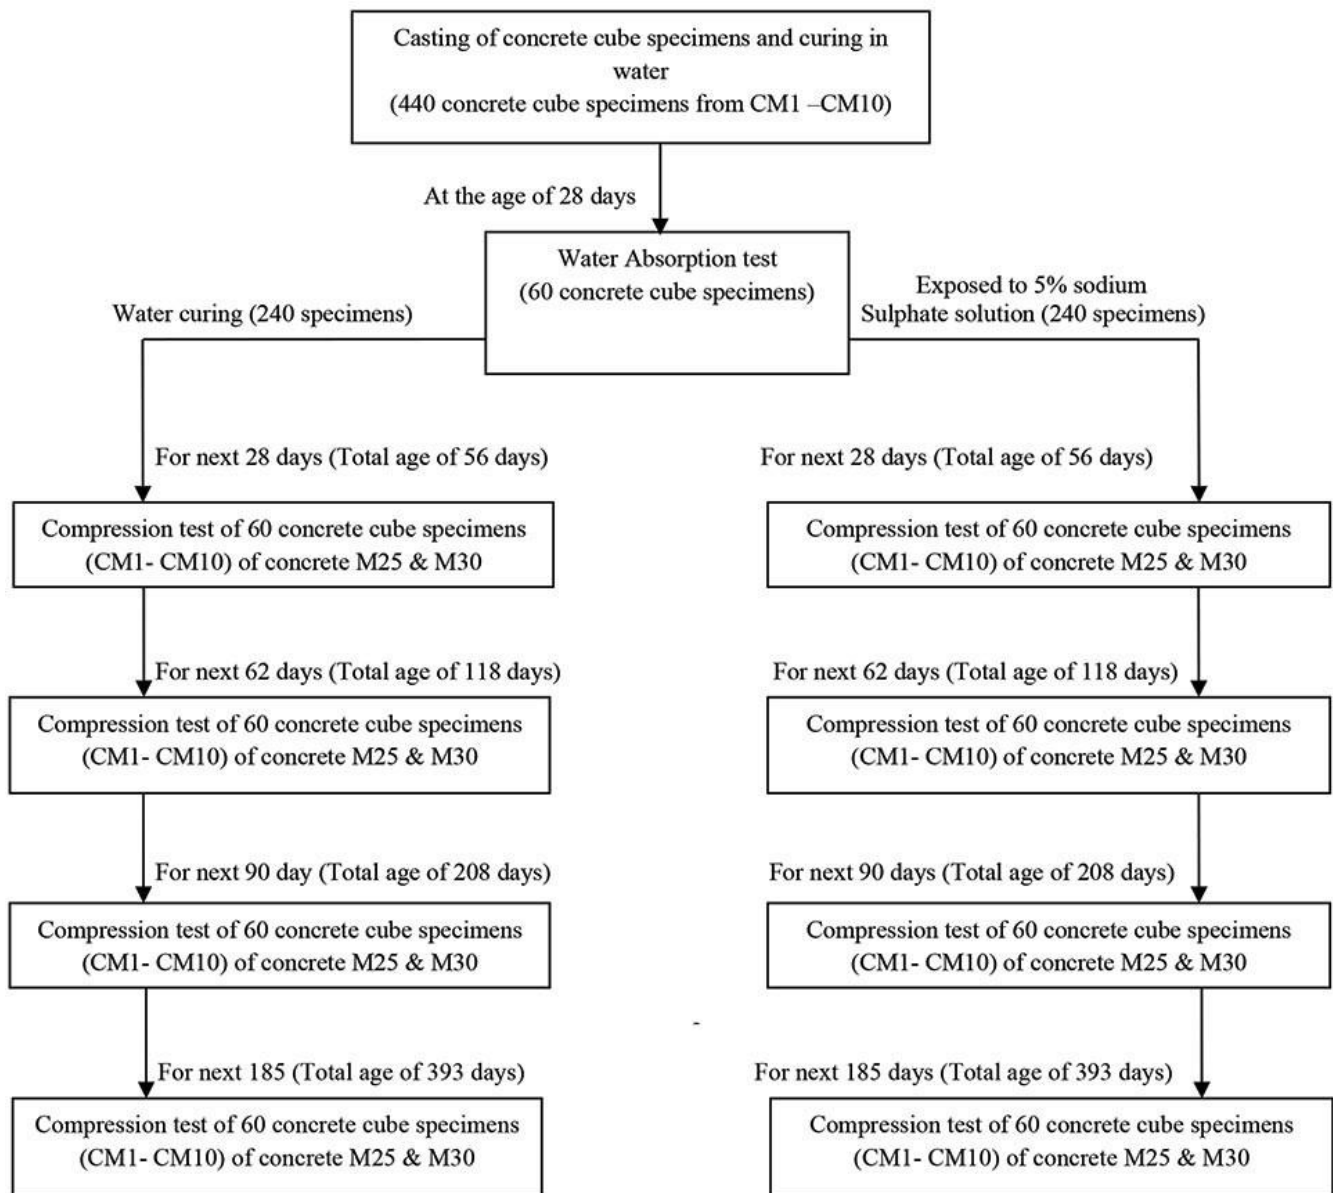 Casting of concrete cube specimens and curing in
water
(440 concrete cube specimens from CM1 –CM10)
At the age of 28 days
Water Absorption test
(60 concrete cube specimens)
Water curing (240 specimens)
Exposed to 5% sodium
Sulphate solution (240 specimens)
For next 28 days (Total age of 56 days)
For next 28 days (Total age of 56 days)
Compression test of 60 concrete cube specimens
(CM1- CM10) of concrete M25 & M30
Compression test of 60 concrete cube specimens
(CM1- CM10) of concrete M25 & M30
For next 62 days (Total age of 118 days)
For next 62 days (Total age of 118 days)
Compression test of 60 concrete cube specimens
(CM1- CM10) of concrete M25 & M30
Compression test of 60 concrete cube specimens
(CM1- CM10) of concrete M25 & M30
For next 90 day (Total age of 208 days)
For next 90 days (Total age of 208 days)
Compression test of 60 concrete cube specimens
(CM1- CM10) of concrete M25 & M30
Compression test of 60 concrete cube specimens
(CM1- CM10) of concrete M25 & M30
-
For next 185 (Total age of 393 days)
For next 185 days (Total age of 393 days)
Compression test of 60 concrete cube specimens
(CM1- CM10) of concrete M25 & M30
Compression test of 60 concrete cube specimens
(CM1- CM10) of concrete M25 & M30